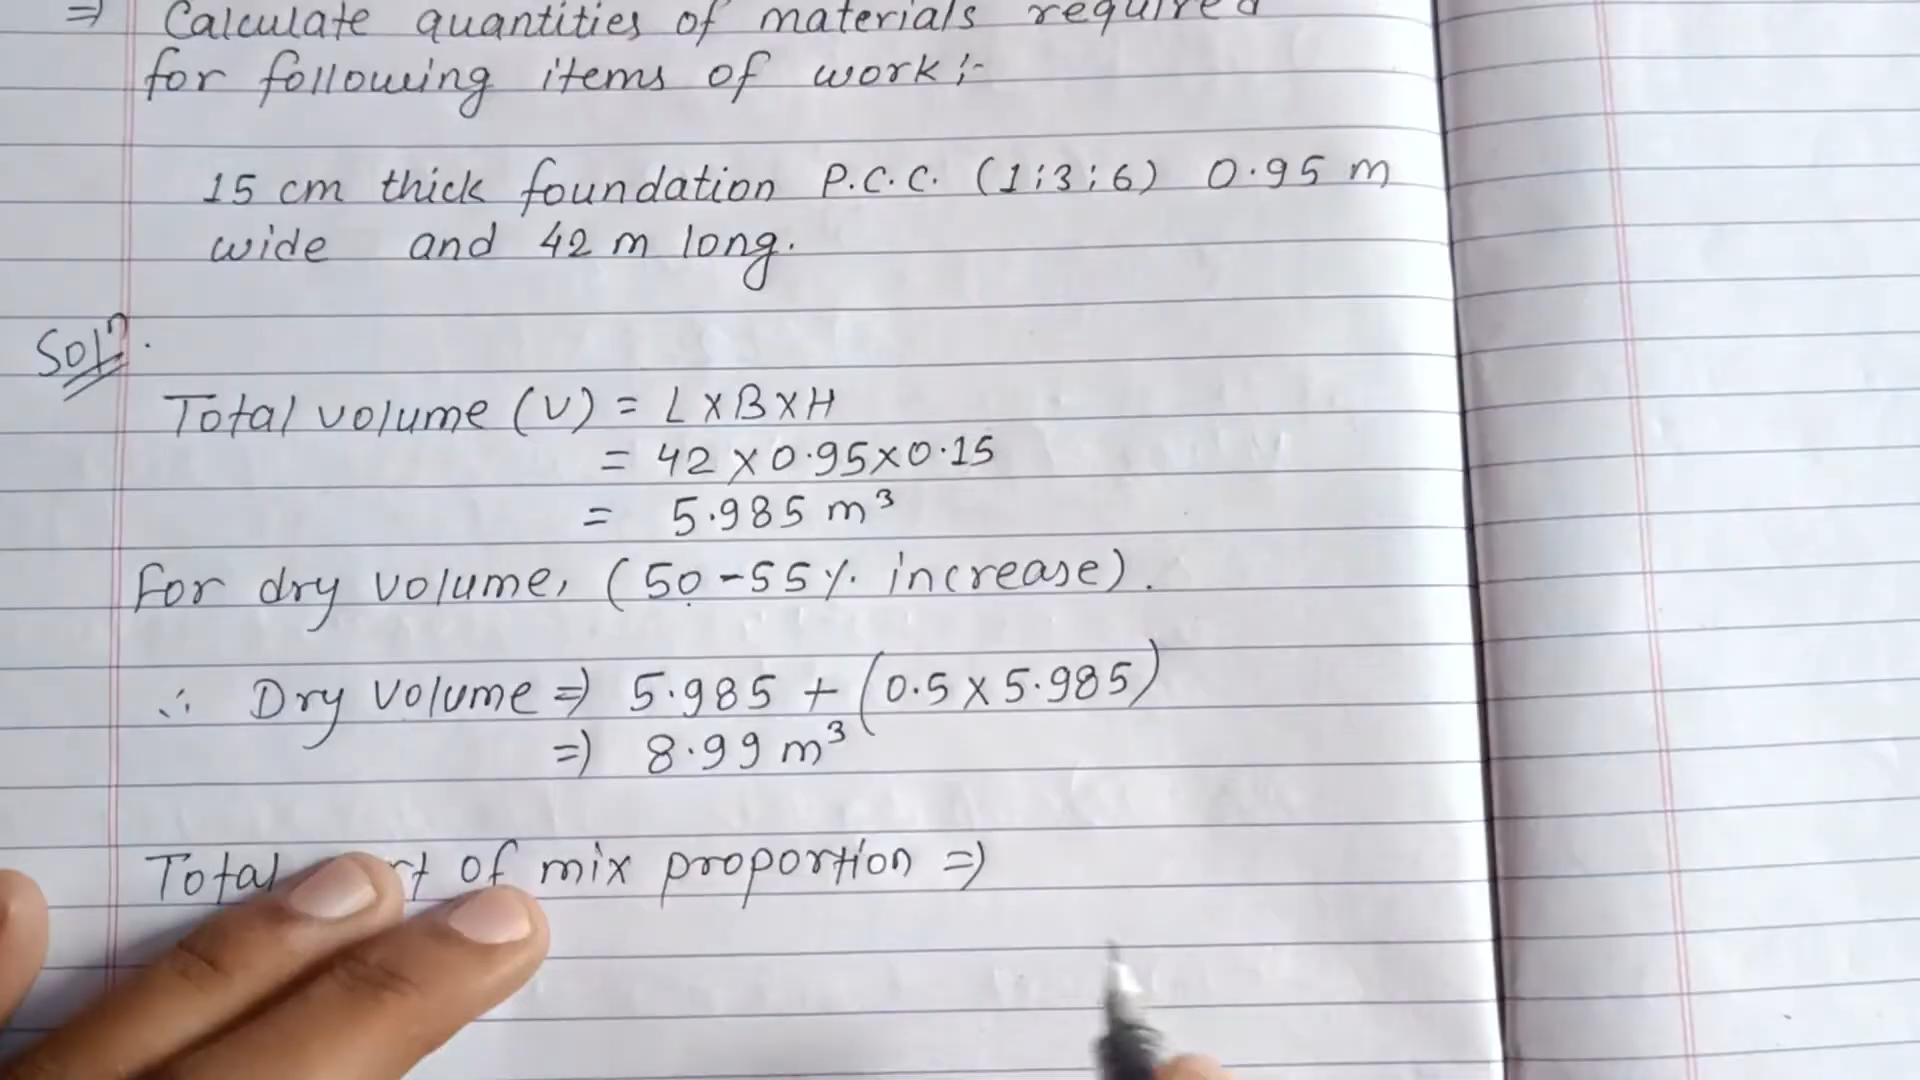 => Calculate quantities of materials required
for following items of work :-
15 cm thick foundation P.C.C. (1:3:6) 0.95 m
wide and 42 m long.
Sol?.
Total volume (V) = L X B X H
= 42 X 0.95 X 0.15
= 5.985 m³
For dry volume, (50-55% increase).
∴ Dry volume => 5.985 + (0.5 X 5.985)
=> 8.99 m³
Total of mix proportion =>